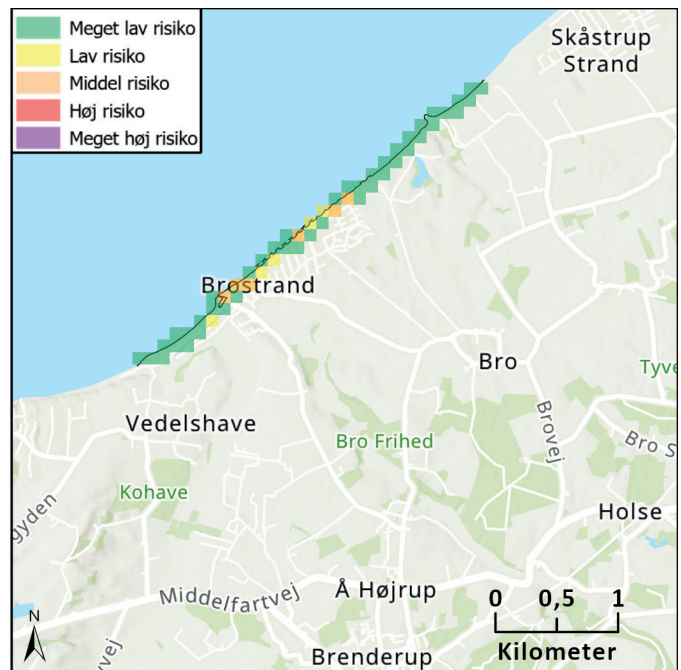 Meget lav risiko
Lav risiko
Middel risiko
Høj risiko
Meget høj risiko
Skåstrup
Strand
Brostrand
Bro
Tyve
Vedelshave
Bro Frihed
Brovej
Bro S
gyden
Kohave
Holse
Middelfartvej
Å Højrup
0 0,5 1
Kilometer
N
vej
Brenderup